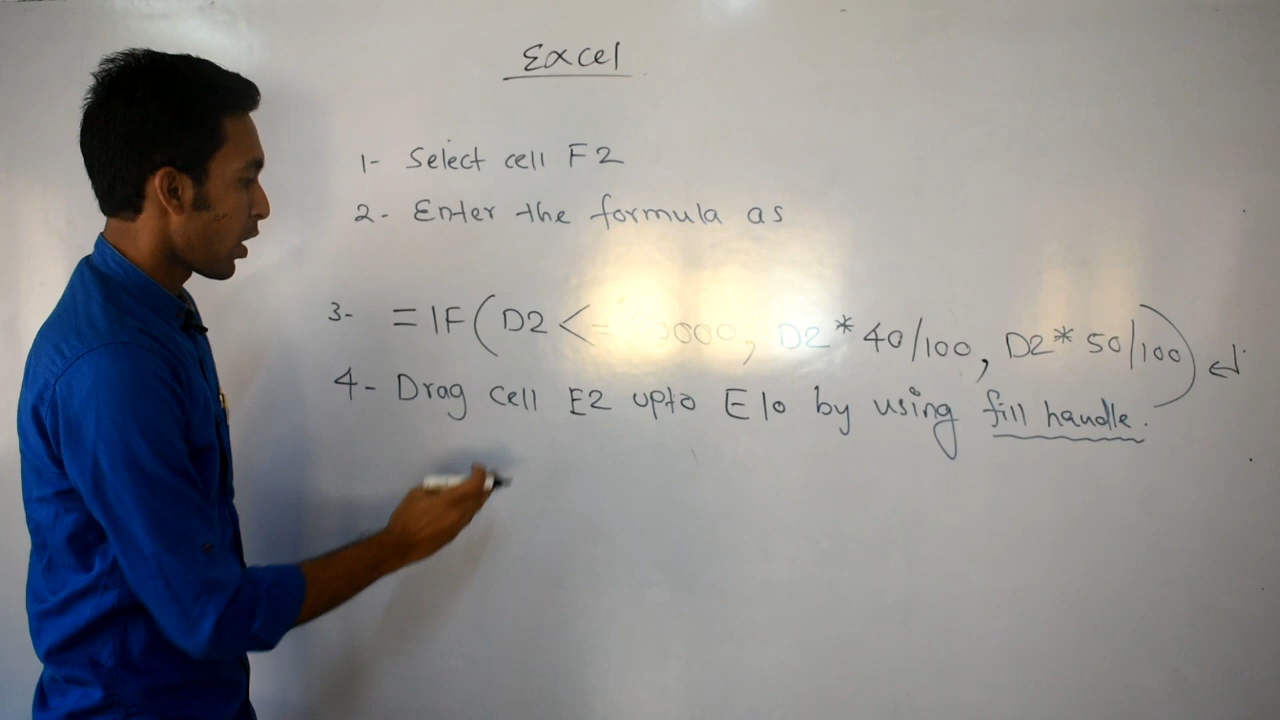 Excel
1- Select cell F2
2- Enter the formula as
3- =IF(D2<= D2*40/100, D2*50/100) ↵
4- Drag cell E2 upto E10 by using fill handle.